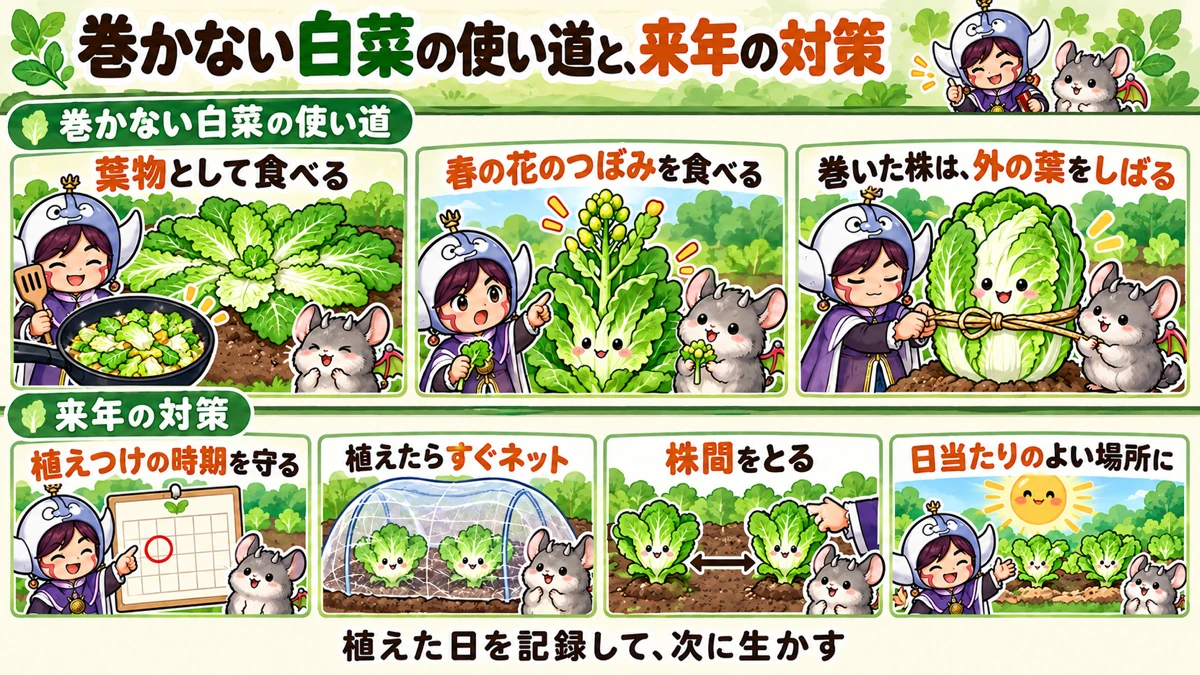 巻かない白菜の使い道と、来年の対策
巻かない白菜の使い道
葉物として食べる
春の花のつぼみを食べる
巻いた株は、外の葉をしばる
来年の対策
植えつけの時期を守る
植えたらすぐネット
株間をとる
日当たりのよい場所に
植えた日を記録して、次に生かす